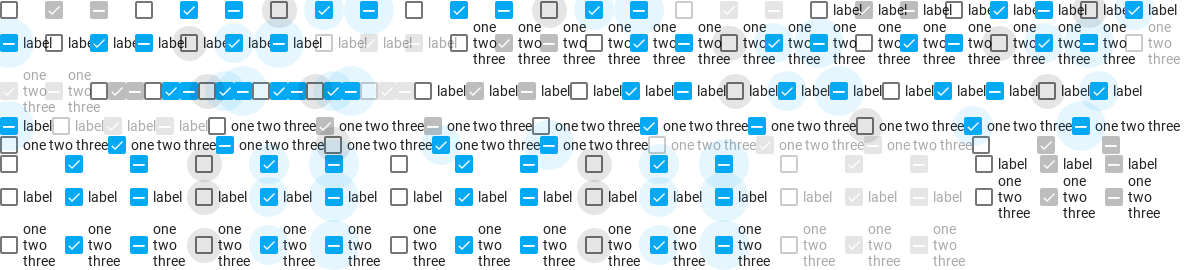 label label label label label label label label
label label label label label label label label label label
one one one one one one one one one one one one one one one one
two two two two two two two two two two two two two two two two
three three three three three three three three three three three three three three three three
one one
two two
three three
label label label label label label label label label label label label label label
label label label label one two three one two three one two three one two three one two three one two three one two three one two three one two three
one two three one two three one two three one two three one two three one two three one two three one two three one two three
label label label
label label label label label label label label label label label label label label label
one one one
two two two
three three three
one one one one one one one one one one one one one one one
two two two two two two two two two two two two two two two
three three three three three three three three three three three three three three three